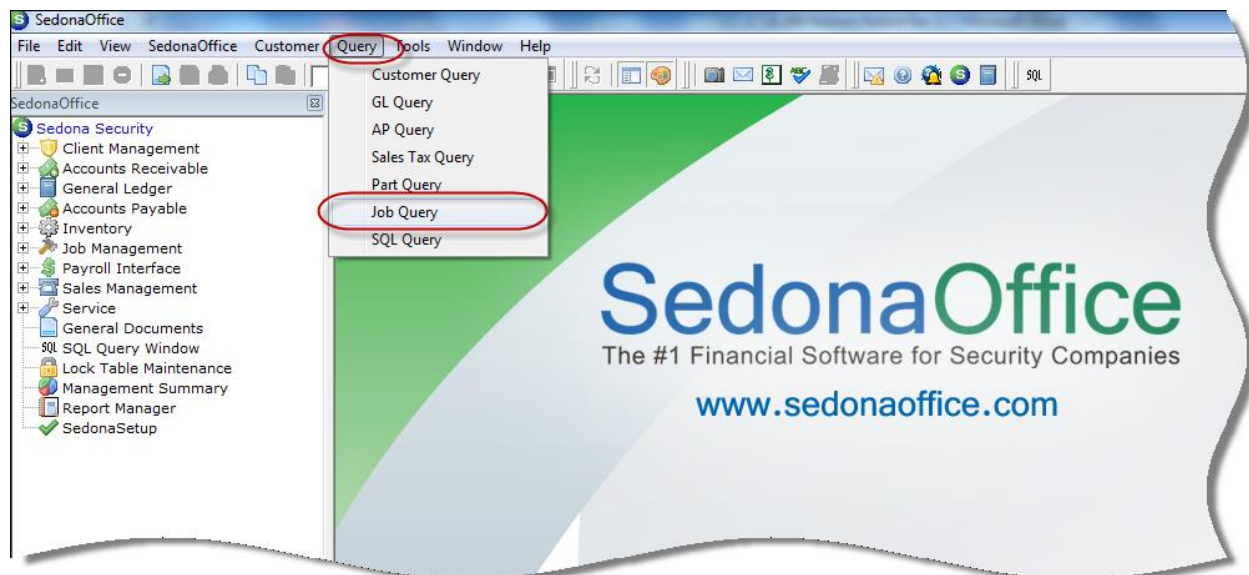 SedonaOffice
File Edit View SedonaOffice Customer Query Tools Window Help
SQL
Customer Query
GL Query
AP Query
Sales Tax Query
Part Query
Job Query
SQL Query
SedonaOffice
Sedona Security
Client Management
Accounts Receivable
General Ledger
Accounts Payable
Inventory
Job Management
Payroll Interface
Sales Management
Service
General Documents
SQL SQL Query Window
Lock Table Maintenance
Management Summary
Report Manager
SedonaSetup
SedonaOffice
The #1 Financial Software for Security Companies
www.sedonaoffice.com